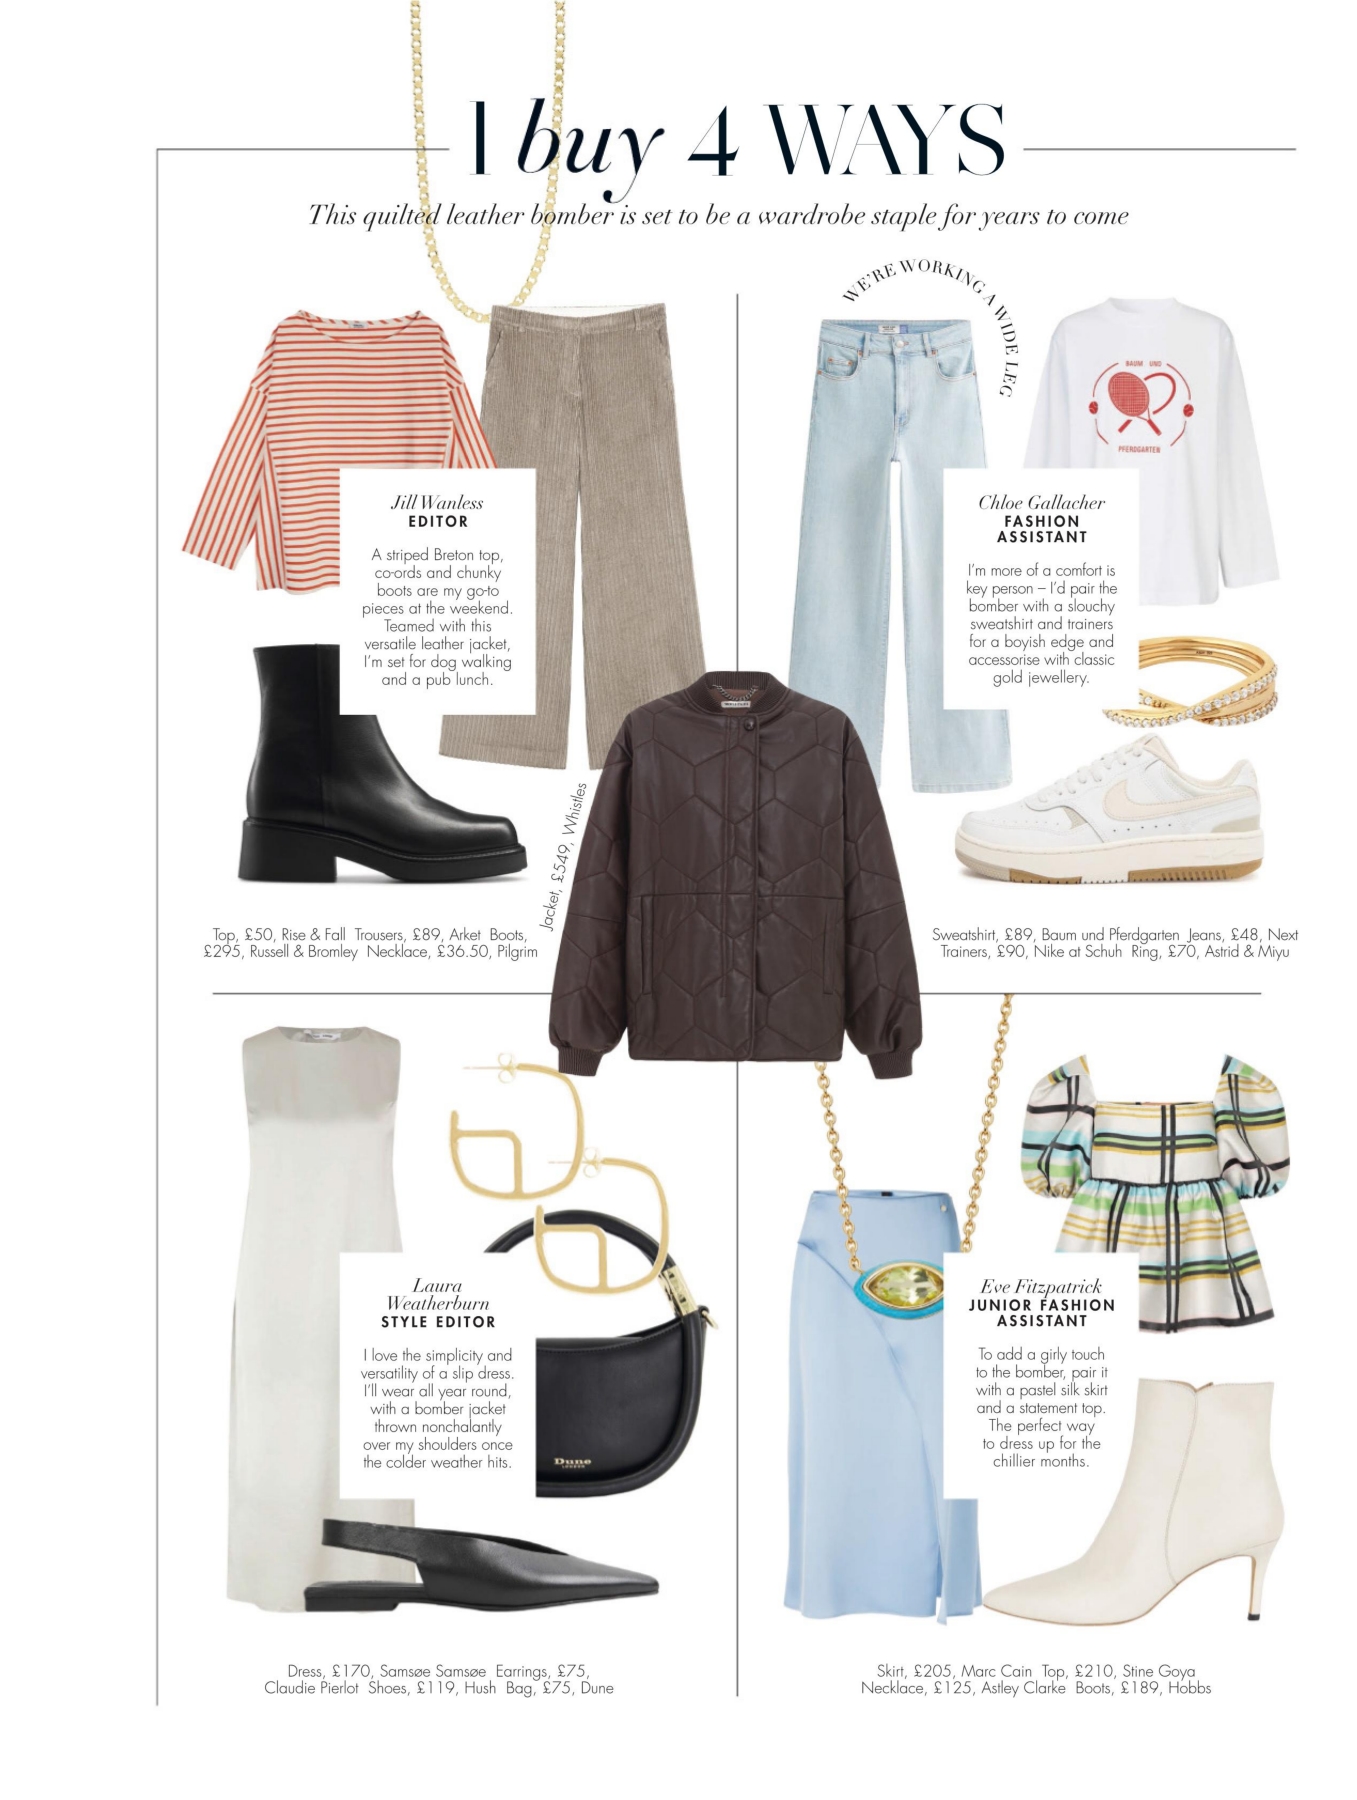 1 buy 4 WAYS
This quilted leather bomber is set to be a wardrobe staple for years to come
WE'RE WORKING A WIDE LEG
BAUM UND
PFERDGARTEN
Jill Wanless
EDITOR
A striped Breton top,
co-ords and chunky
boots are my go-to
pieces at the weekend.
Teamed with this
versatile leather jacket,
I'm set for dog walking
and a pub lunch.
Chloe Gallacher
FASHION
ASSISTANT
I'm more of a comfort is
key person – I'd pair the
bomber with a slouchy
sweatshirt and trainers
for a boyish edge and
accessorise with classic
gold jewellery.
Jacket, £549, Whistles
Top, £50, Rise & Fall Trousers, £89, Arket Boots,
£295, Russell & Bromley Necklace, £36.50, Pilgrim
Sweatshirt, £89, Baum und Pferdgarten Jeans, £48, Next
Trainers, £90, Nike at Schuh Ring, £70, Astrid & Miyu
Laura
Weatherburn
STYLE EDITOR
I love the simplicity and
versatility of a slip dress.
I'll wear all year round,
with a bomber jacket
thrown nonchalantly
over my shoulders once
the colder weather hits.
Dune
LONDON
Eve Fitzpatrick
JUNIOR FASHION
ASSISTANT
To add a girly touch
to the bomber, pair it
with a pastel silk skirt
and a statement top.
The perfect way
to dress up for the
chillier months.
Dress, £170, Samsøe Samsøe Earrings, £75,
Claudie Pierlot Shoes, £119, Hush Bag, £75, Dune
Skirt, £205, Marc Cain Top, £210, Stine Goya
Necklace, £125, Astley Clarke Boots, £189, Hobbs